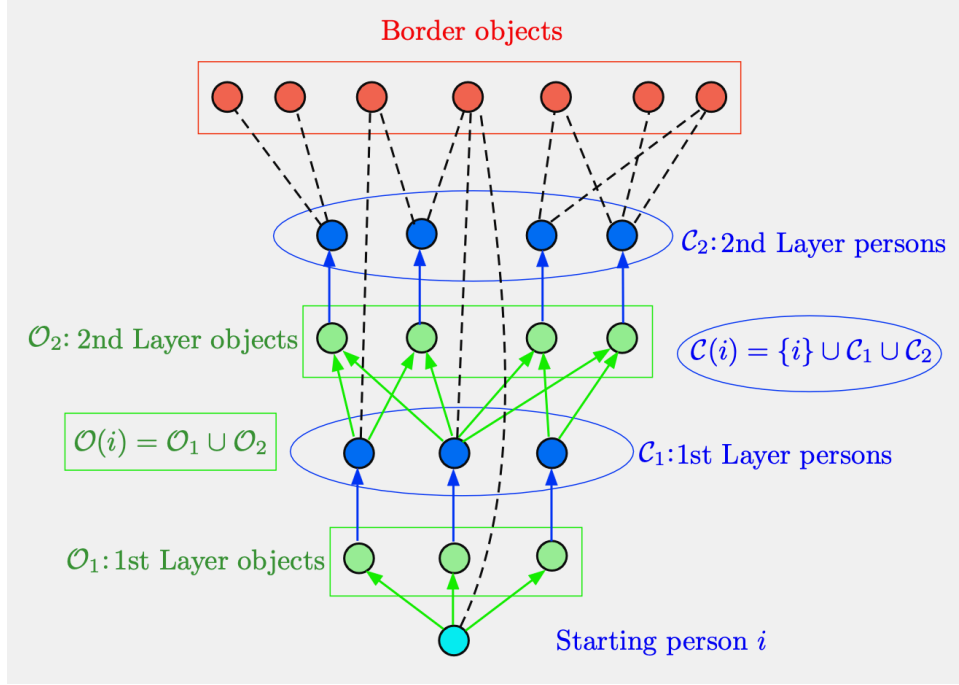 Border objects
𝒞₂: 2nd Layer persons
𝒪₂: 2nd Layer objects
𝒞(i) = {i} ∪ 𝒞₁ ∪ 𝒞₂
𝒪(i) = 𝒪₁ ∪ 𝒪₂
𝒞₁: 1st Layer persons
𝒪₁: 1st Layer objects
Starting person i